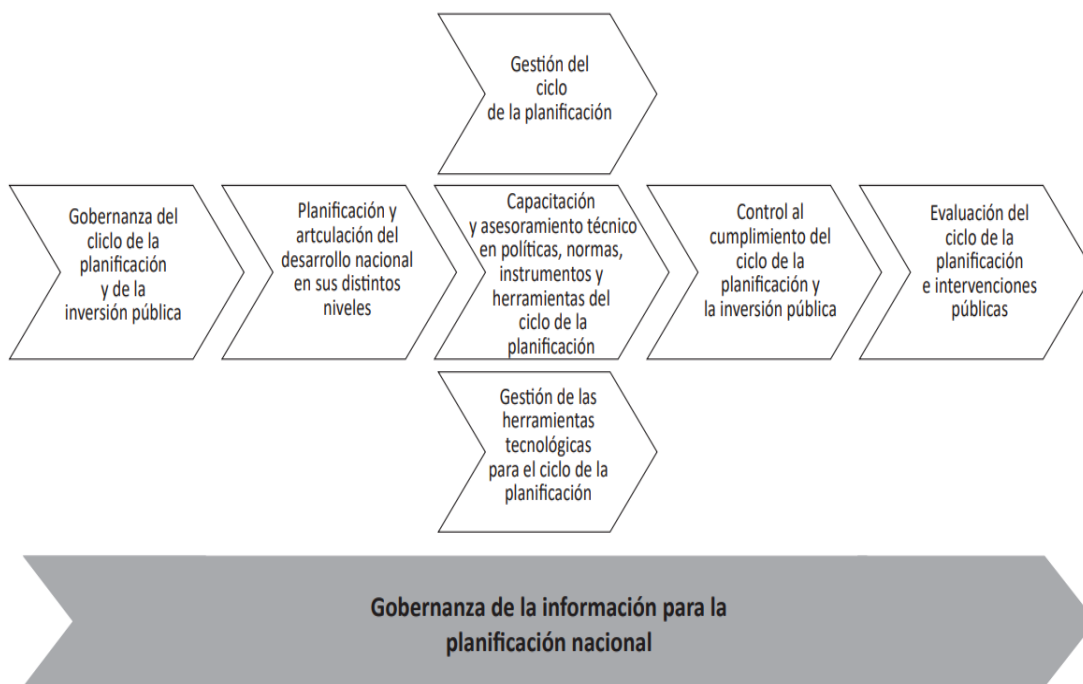 Gestión del
ciclo
de la planificación
Gobernanza del
cliclo de la
planificación
y de la
inversión pública
Planificación y
artculación del
desarrollo nacional
en sus distintos
niveles
Capacitación
y asesoramiento técnico
en políticas, normas,
instrumentos y
herramientas del
ciclo de la
planificación
Control al
cumplimiento del
ciclo de la
planificación y
la inversión pública
Evaluación del
ciclo de la
planificación
e intervenciones
públicas
Gestión de las
herramientas
tecnológicas
para el ciclo de la
planificación
Gobernanza de la información para la
planificación nacional